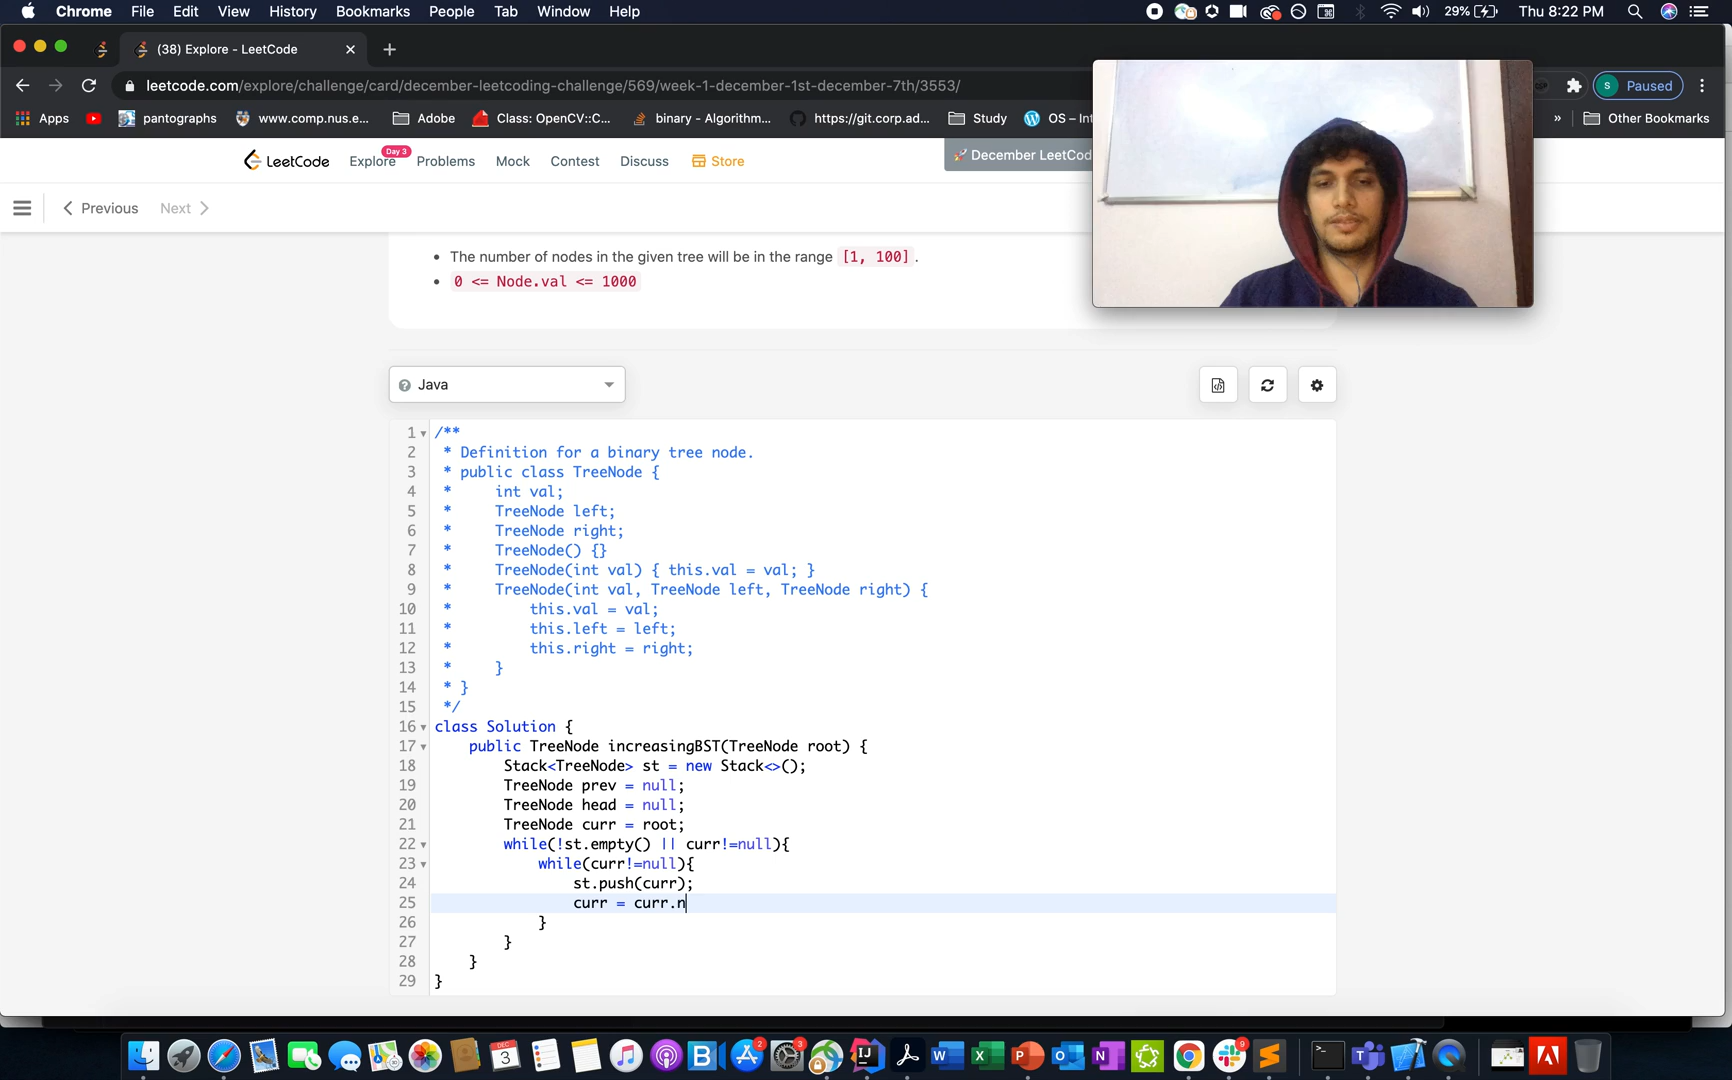 Chrome File Edit View History Bookmarks People Tab Window Help 29% Thu 8:22 PM
(38) Explore - LeetCode
leetcode.com/explore/challenge/card/december-leetcoding-challenge/569/week-1-december-1st-december-7th/3553/
S Paused
Apps pantographs www.comp.nus.e... Adobe Class: OpenCV::C... binary - Algorithm... https://git.corp.ad... Study OS – Int » Other Bookmarks
LeetCode Explore Day 3 Problems Mock Contest Discuss Store December LeetCod
Previous Next
• The number of nodes in the given tree will be in the range [1, 100].
• 0 <= Node.val <= 1000
Java
1 /**
2 * Definition for a binary tree node.
3 * public class TreeNode {
4 * int val;
5 * TreeNode left;
6 * TreeNode right;
7 * TreeNode() {}
8 * TreeNode(int val) { this.val = val; }
9 * TreeNode(int val, TreeNode left, TreeNode right) {
10 * this.val = val;
11 * this.left = left;
12 * this.right = right;
13 * }
14 * }
15 */
16 class Solution {
17 public TreeNode increasingBST(TreeNode root) {
18 Stack<TreeNode> st = new Stack<>();
19 TreeNode prev = null;
20 TreeNode head = null;
21 TreeNode curr = root;
22 while(!st.empty() || curr!=null){
23 while(curr!=null){
24 st.push(curr);
25 curr = curr.n
26 }
27 }
28 }
29 }
DEC 3 2 3 9